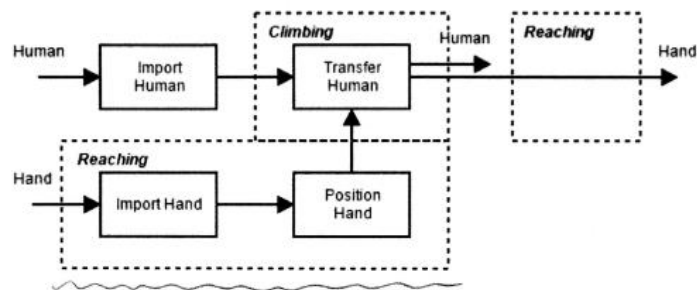 Climbing
Human
Reaching
Human
Import
Human
Transfer
Human
Hand
Reaching
Hand
Import Hand
Position
Hand